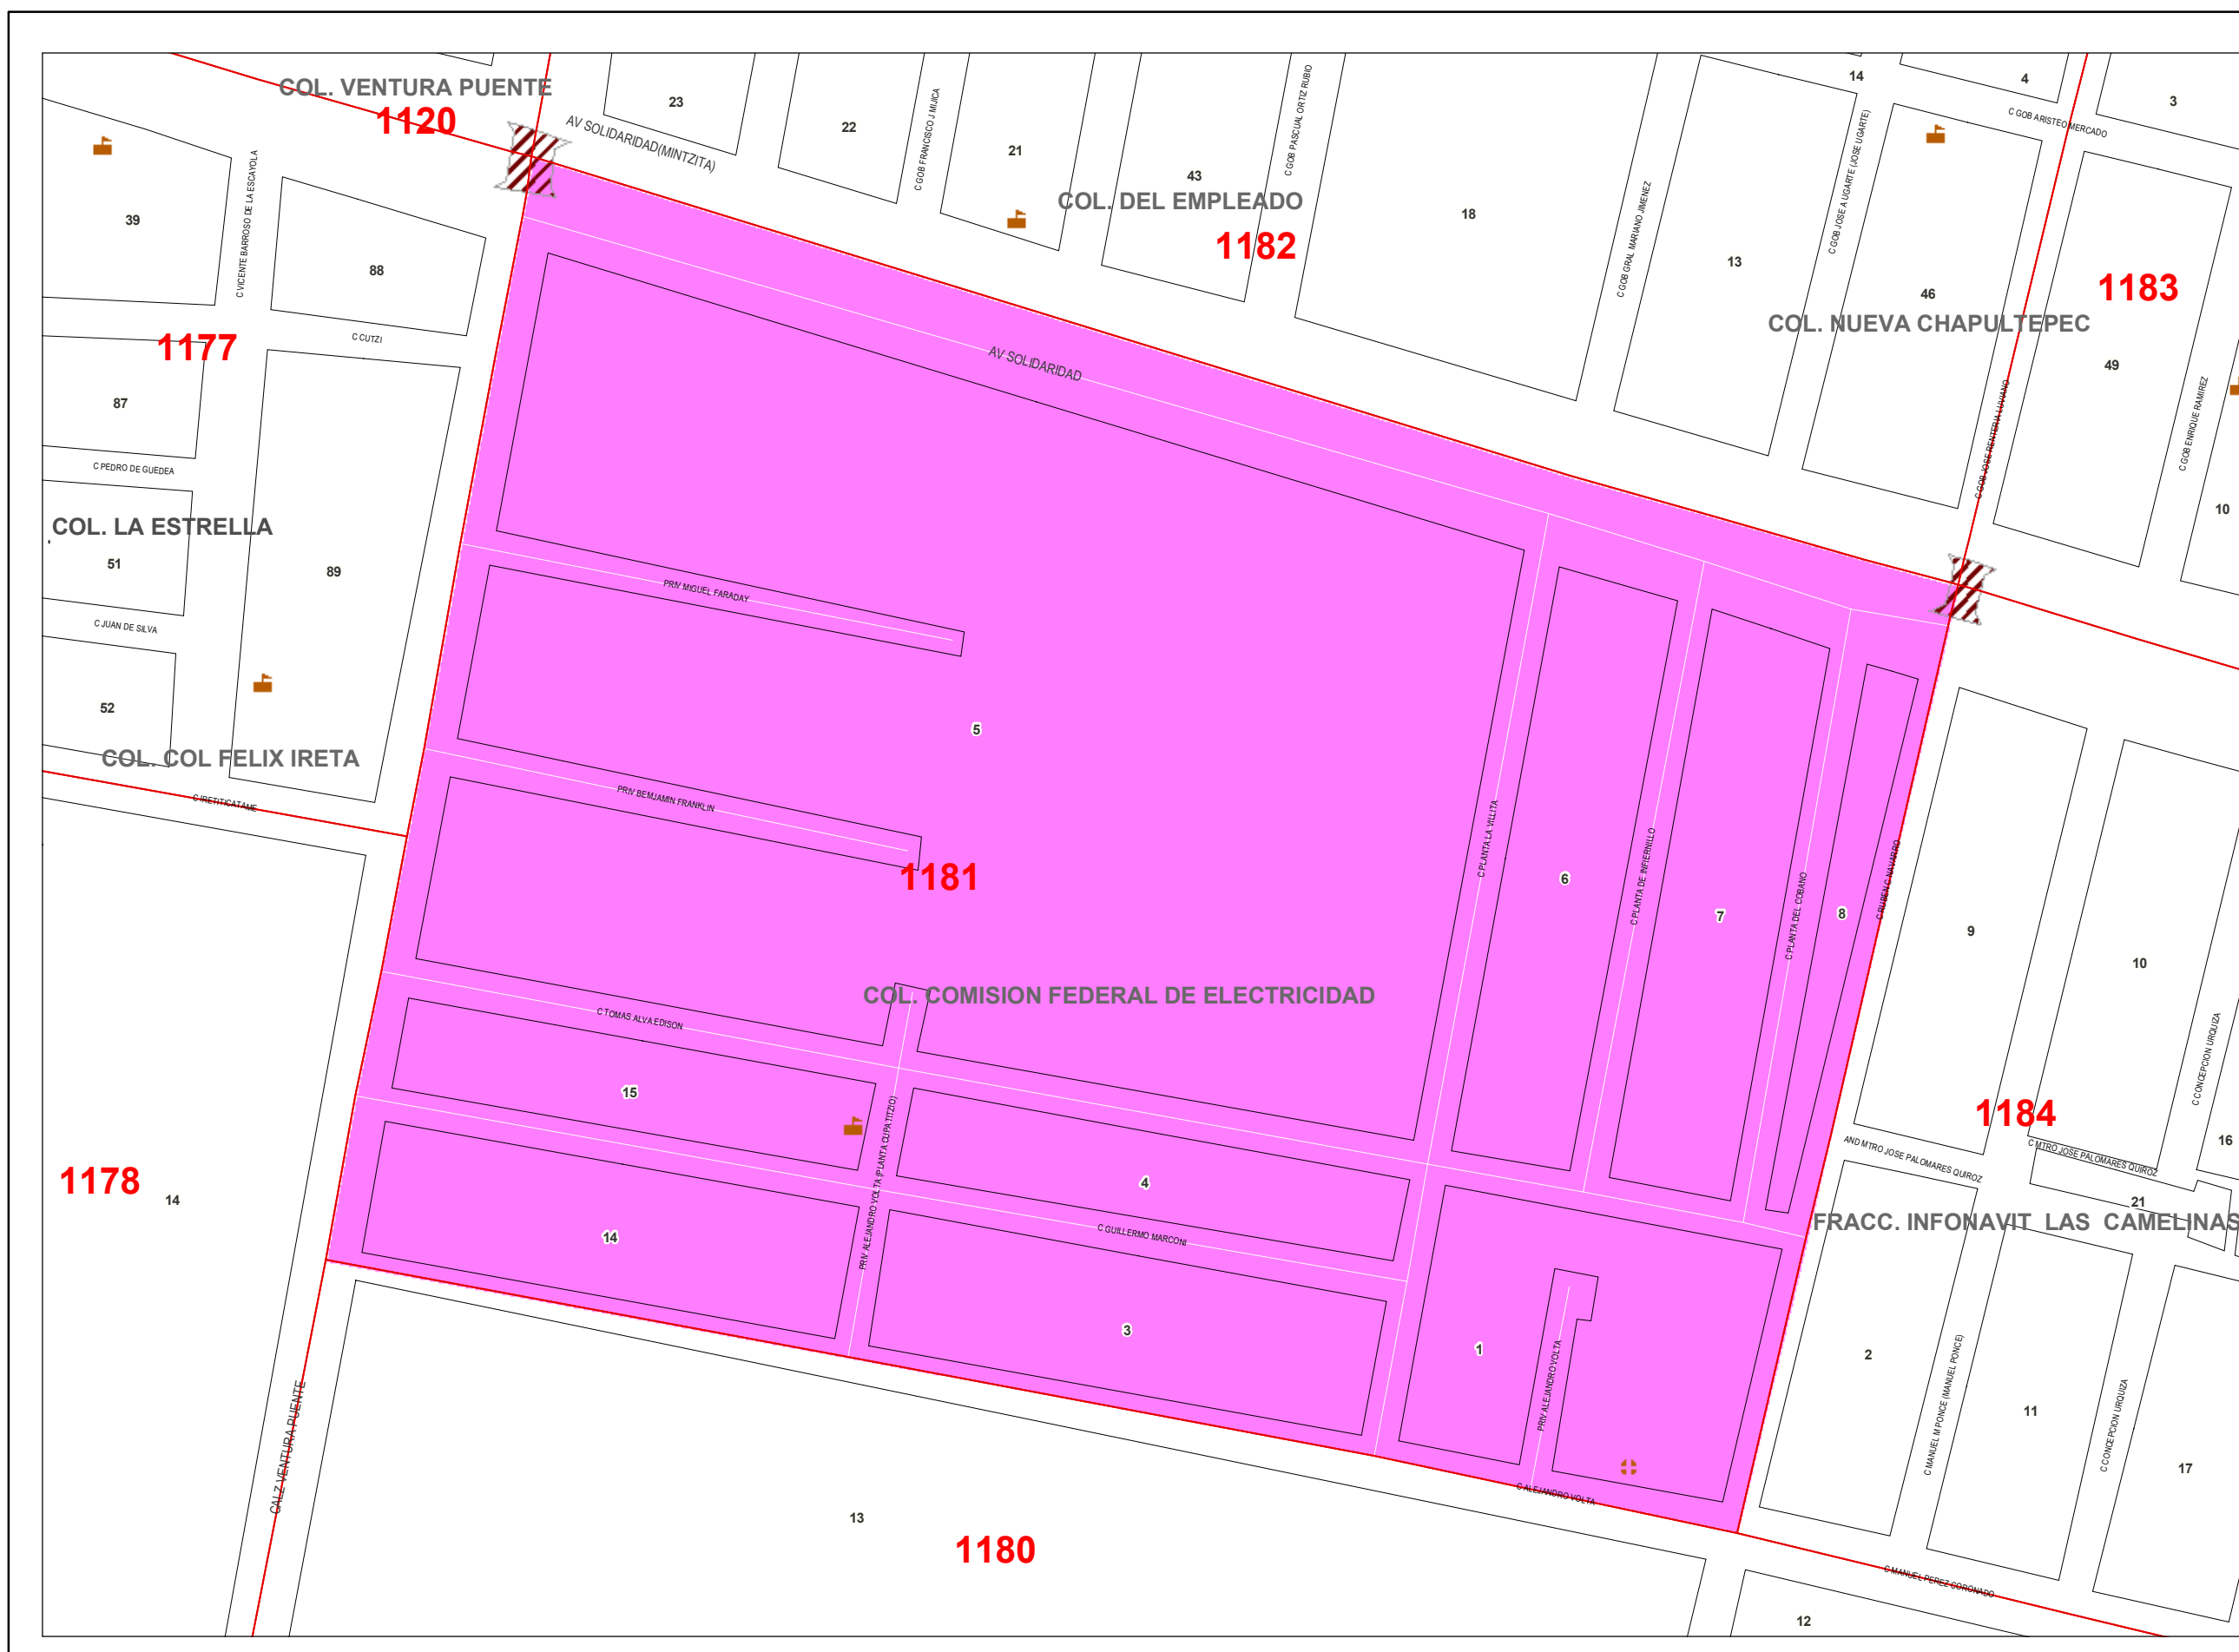 COL. VENTURA PUENTE
1120
23
AV SOLIDARIDAD(MINTZITA)
22
C GOB FRANCISCO J MIJICA
21
43
C GOB PASCUAL ORTIZ RUBIO
COL. DEL EMPLEADO
1182
18
C GOB GRAL MARIANO JIMENEZ
13
14
C GOB JOSE A UGARTE (JOSE UGARTE)
4
3
C GOB ARISTEO MERCADO
46
1183
COL. NUEVA CHAPULTEPEC
49
C GOB JOSE RENTERIA LUVIANO
C GOB ENRIQUE RAMIREZ
10
39
C VICENTE BARROSO DE LA ESCAYOLA
88
C CUTZI
1177
87
C PEDRO DE GUEDEA
COL. LA ESTRELLA
51
89
C JUAN DE SILVA
52
COL. COL FELIX IRETA
C IRETITICATAME
AV SOLIDARIDAD
PRIV MIGUEL FARADAY
5
PRIV BEMJAMIN FRANKLIN
1181
C PLANTA LA VILLITA
6
C PLANTA DE INFIERNILLO
7
C PLANTA DEL COBANO
8
C RUBEN C NAVARRO
9
10
COL. COMISION FEDERAL DE ELECTRICIDAD
C TOMAS ALVA EDISON
15
PRIV ALEJANDRO VOLTA (PLANTA CUPATITZIO)
4
C GUILLERMO MARCONI
14
3
1
PRIV ALEJANDRO VOLTA
C ALEJANDRO VOLTA
1178
14
CALZ VENTURA PUENTE
13
1180
1184
C CONCEPCION URQUIZA
16
AND MTRO JOSE PALOMARES QUIROZ
C MTRO JOSE PALOMARES QUIROZ
21
FRACC. INFONAVIT LAS CAMELINAS
2
C MANUEL M PONCE (MANUEL PONCE)
11
C CONCEPCION URQUIZA
17
C MANUEL PEREZ CORONADO
12